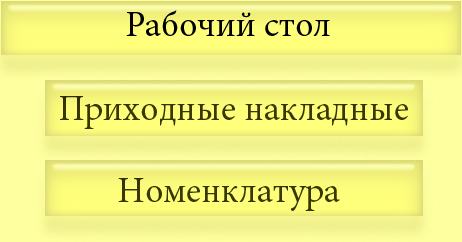 Рабочий стол
Приходные накладные
Номенклатура